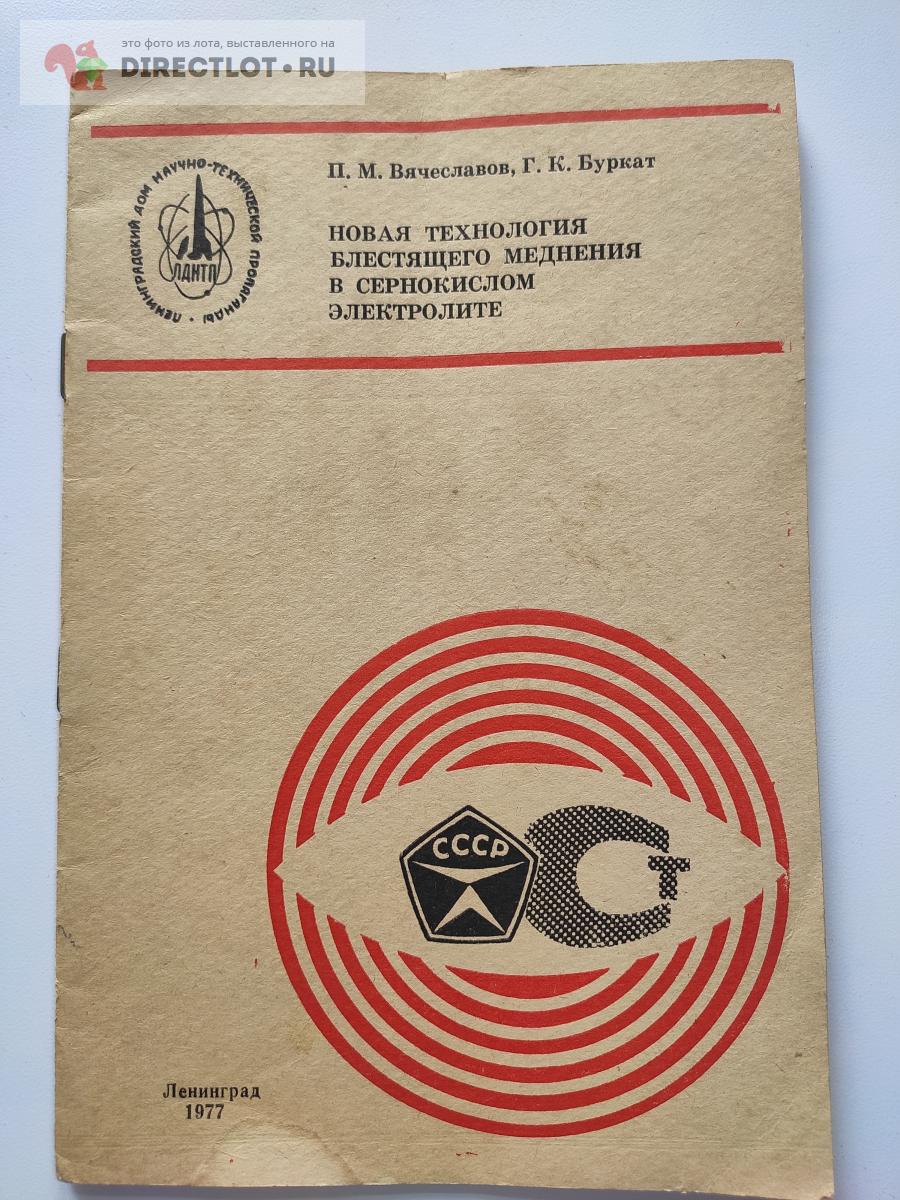 это фото из лота, выставленного на
DIRECTLOT·RU
ЛЕНИНГРАДСКИЙ ДОМ НАУЧНО-ТЕХНИЧЕСКОЙ ПРОПАГАНДЫ ·
ЛДНТП
П. М. Вячеславов, Г. К. Буркат
НОВАЯ ТЕХНОЛОГИЯ
БЛЕСТЯЩЕГО МЕДНЕНИЯ
В СЕРНОКИСЛОМ
ЭЛЕКТРОЛИТЕ
СССР
Ст
Ленинград
1977